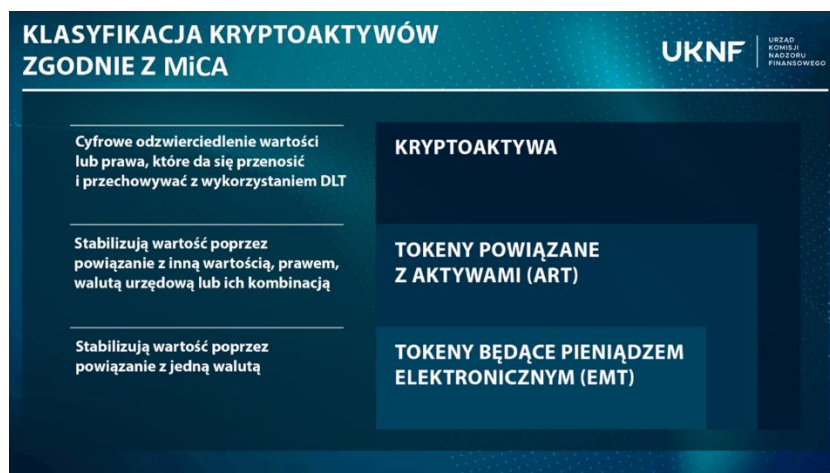 KLASYFIKACJA KRYPTOAKTYWÓW
ZGODNIE Z MiCA
UKNF
URZĄD
KOMISJI
NADZORU
FINANSOWEGO
Cyfrowe odzwierciedlenie wartości
lub prawa, które da się przenosić
i przechowywać z wykorzystaniem DLT
KRYPTOAKTYWA
Stabilizują wartość poprzez
powiązanie z inną wartością, prawem,
walutą urzędową lub ich kombinacją
TOKENY POWIĄZANE
Z AKTYWAMI (ART)
Stabilizują wartość poprzez
powiązanie z jedną walutą
TOKENY BĘDĄCE PIENIĄDZEM
ELEKTRONICZNYM (EMT)